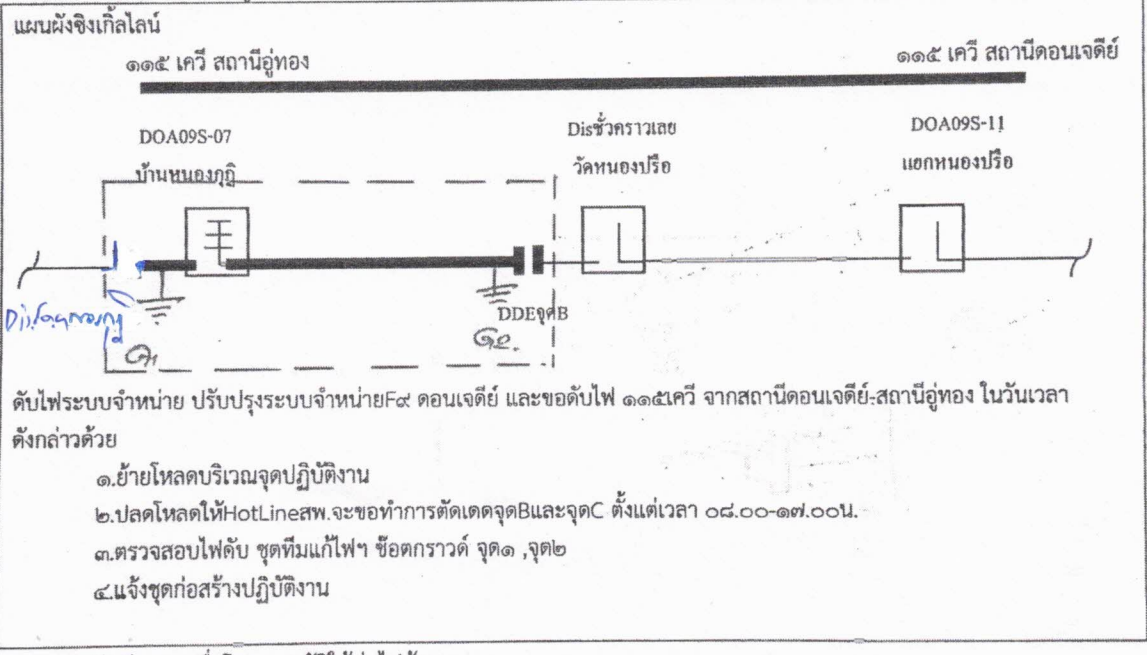 แผนผังซิงเกิ้ลไลน์
๑๑๕ เควี สถานีอู่ทอง
๑๑๕ เควี สถานีดอนเจดีย์
DOA09S-07
บ้านหนองกุฎิ
Disชั่วคราวเลย
วัดหนองปรือ
DOA09S-11
แยกหนองปรือ
DDEจุดB
G1
G2.
ดับไฟระบบจำหน่าย ปรับปรุงระบบจำหน่ายF๙ ดอนเจดีย์ และขอดับไฟ ๑๑๕เควี จากสถานีดอนเจดีย์-สถานีอู่ทอง ในวันเวลา
ดังกล่าวด้วย
๑.ย้ายโหลดบริเวณจุดปฏิบัติงาน
๒.ปลดโหลดให้HotLineสพ.จะขอทำการตัดเดดจุดBและจุดC ตั้งแต่เวลา ๐๘.๐๐-๑๗.๐๐น.
๓.ตรวจสอบไฟดับ ชุดทีมแก้ไฟฯ ช๊อตกราวด์ จุด๑ ,จุด๒
๔.แจ้งชุดก่อสร้างปฏิบัติงาน